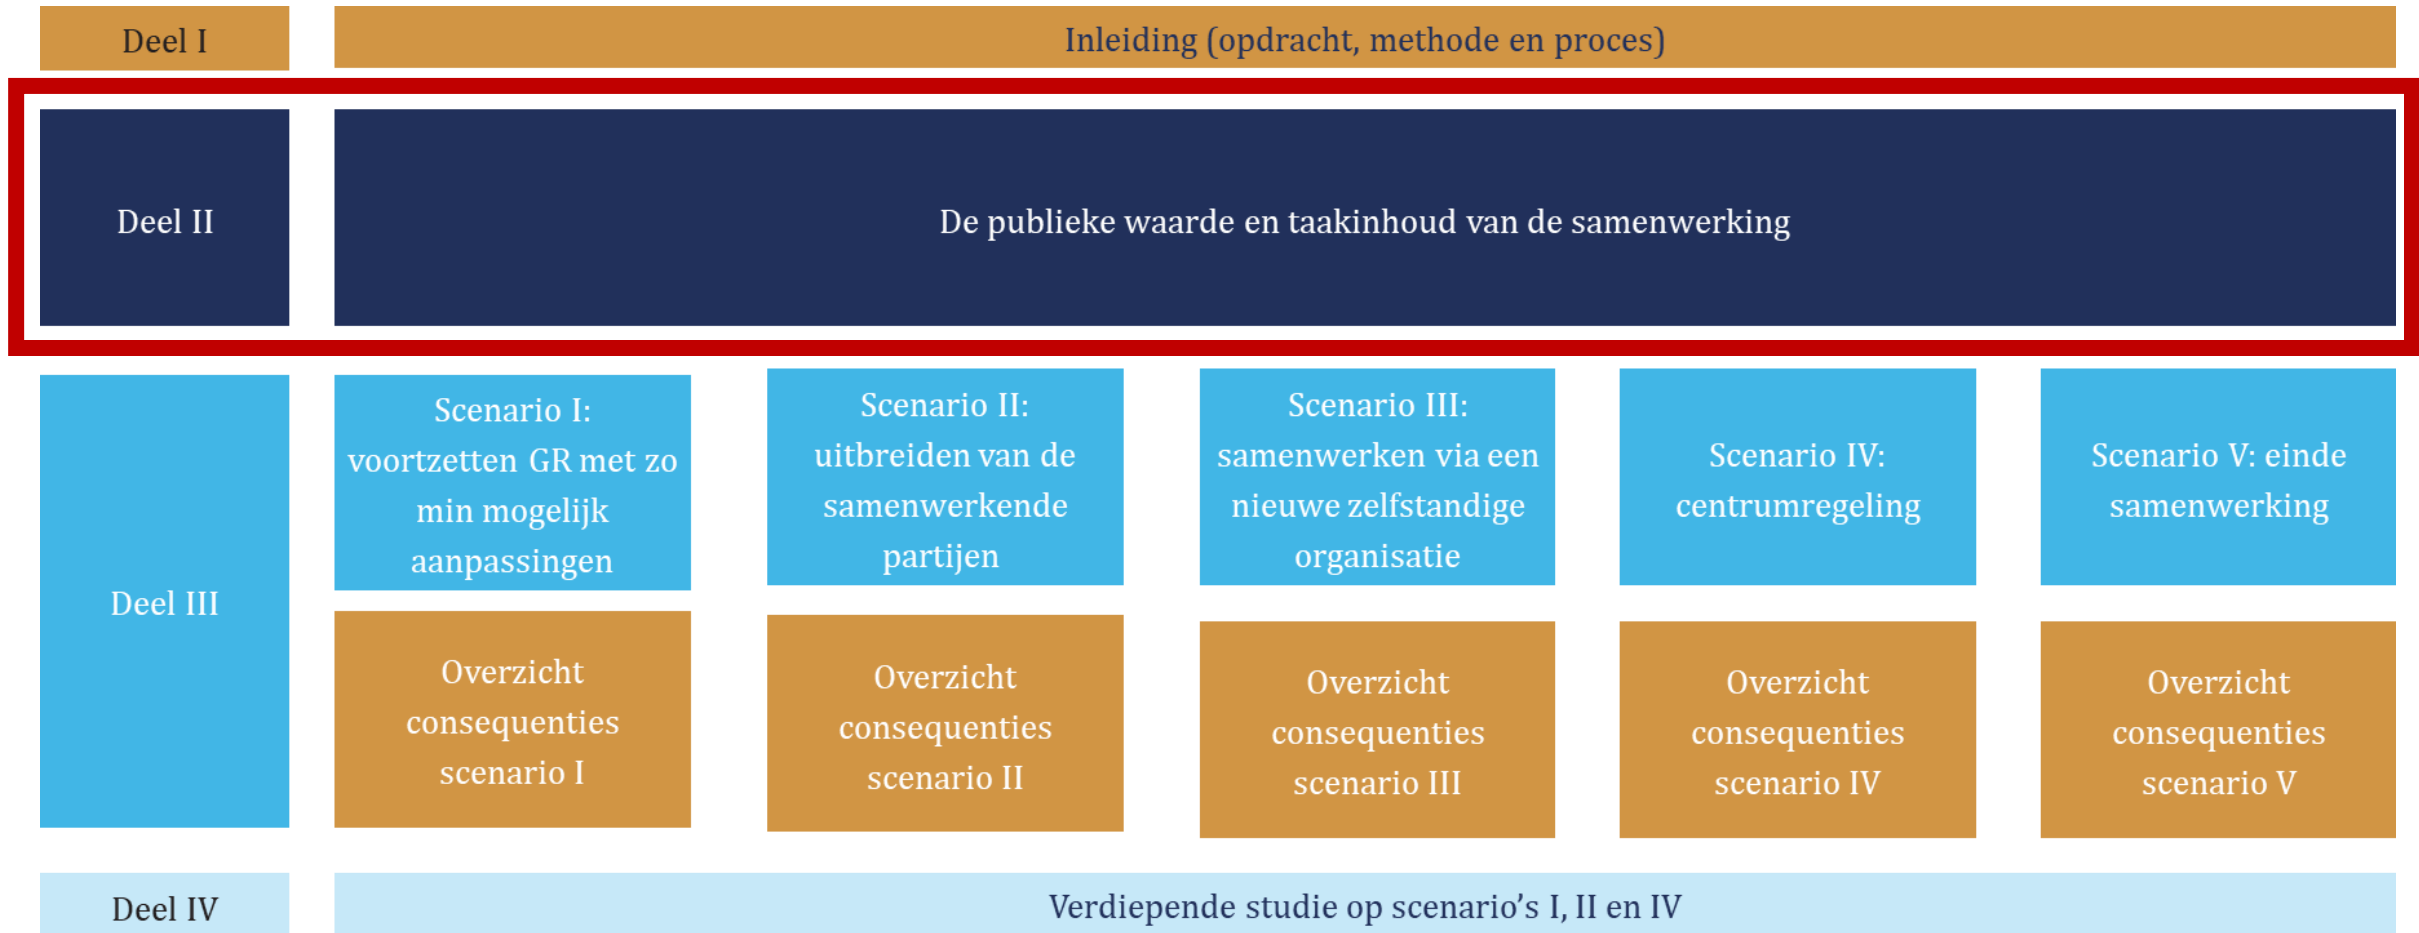 Deel I
Inleiding (opdracht, methode en proces)
Deel II
De publieke waarde en taakinhoud van de samenwerking
Deel III
Scenario I:
voortzetten GR met zo
min mogelijk
aanpassingen
Scenario II:
uitbreiden van de
samenwerkende
partijen
Scenario III:
samenwerken via een
nieuwe zelfstandige
organisatie
Scenario IV:
centrumregeling
Scenario V: einde
samenwerking
Overzicht
consequenties
scenario I
Overzicht
consequenties
scenario II
Overzicht
consequenties
scenario III
Overzicht
consequenties
scenario IV
Overzicht
consequenties
scenario V
Deel IV
Verdiepende studie op scenario’s I, II en IV